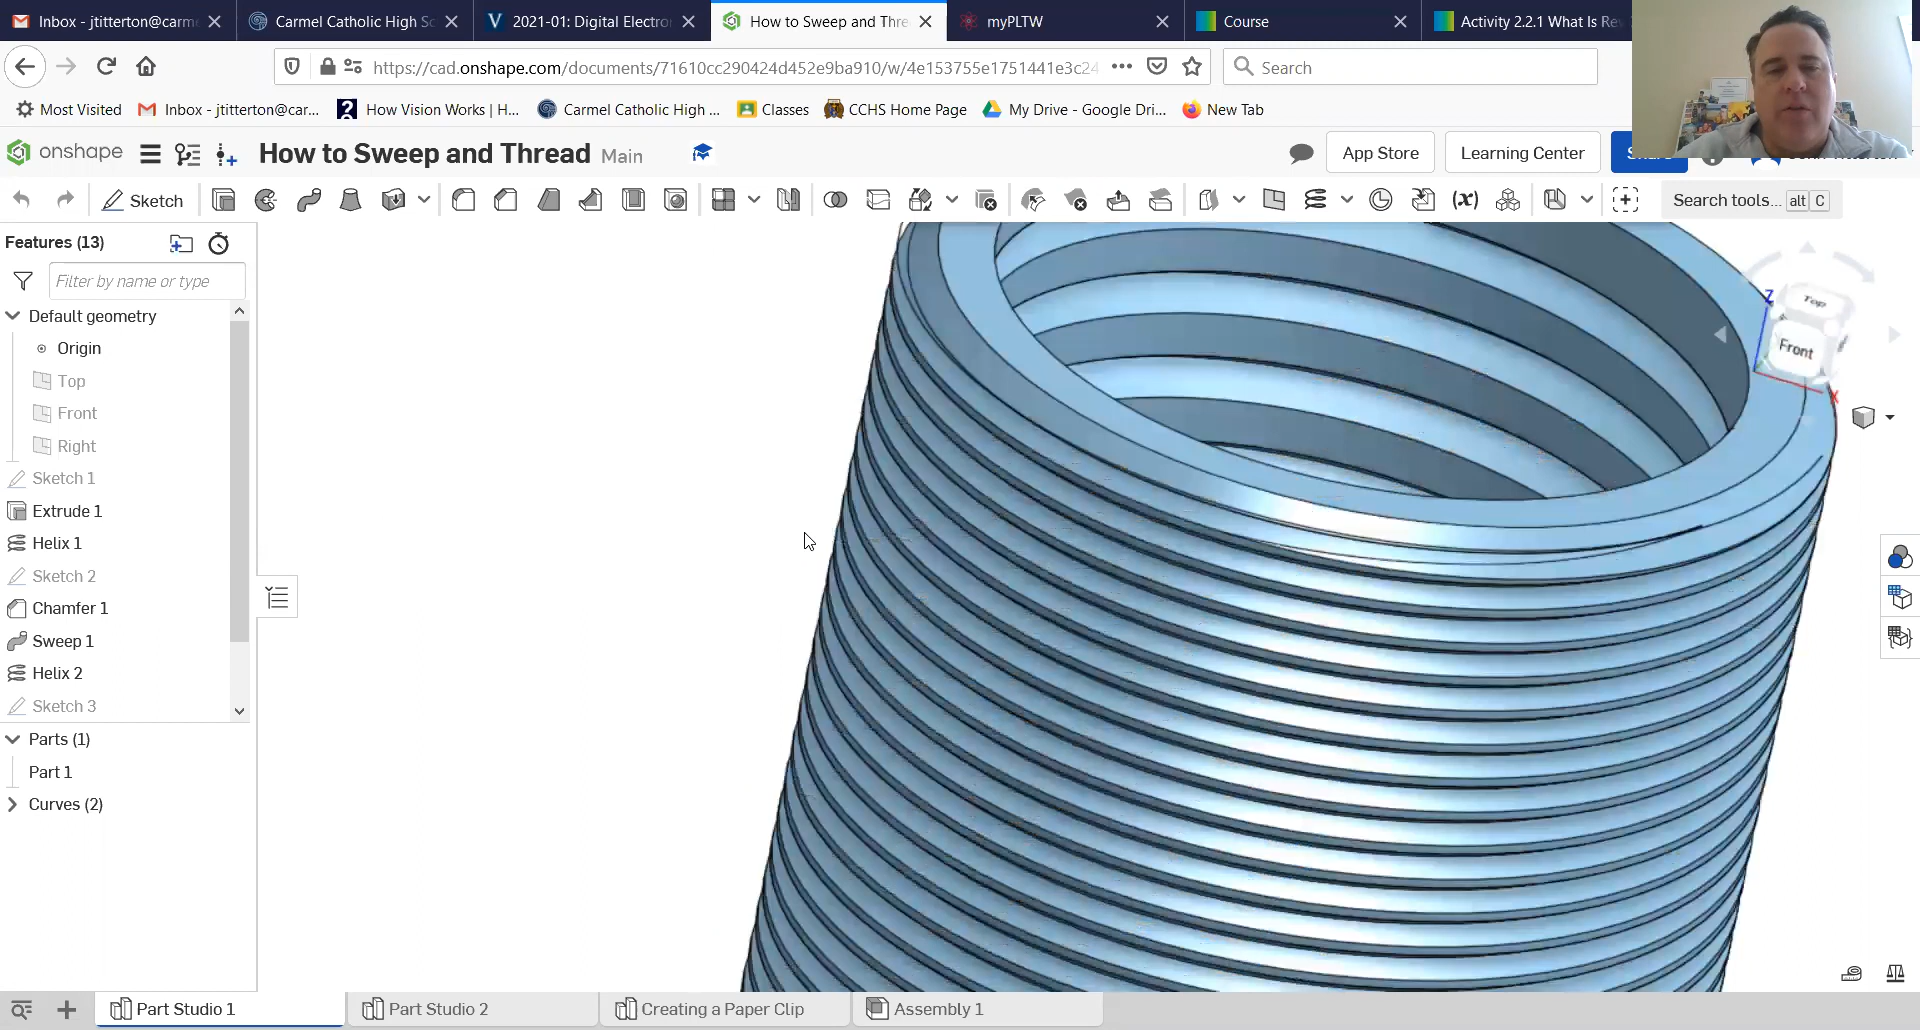 Inbox - jtitterton@carm
Carmel Catholic High Sc
2021-01: Digital Electron
How to Sweep and Thre
myPLTW
Course
Activity 2.2.1 What Is Re
https://cad.onshape.com/documents/71610cc290424d452e9ba910/w/4e153755e1751441e3c24
Search
Most Visited
Inbox - jtitterton@car...
How Vision Works | H...
Carmel Catholic High ...
Classes
CCHS Home Page
My Drive - Google Dri...
New Tab
onshape
How to Sweep and Thread Main
App Store
Learning Center
Sketch
(x)
Search tools... alt C
Features (13)
Filter by name or type
Default geometry
Origin
Top
Front
Right
Sketch 1
Extrude 1
Helix 1
Sketch 2
Chamfer 1
Sweep 1
Helix 2
Sketch 3
Parts (1)
Part 1
Curves (2)
Z
Top
Front
X
Part Studio 1
Part Studio 2
Creating a Paper Clip
Assembly 1